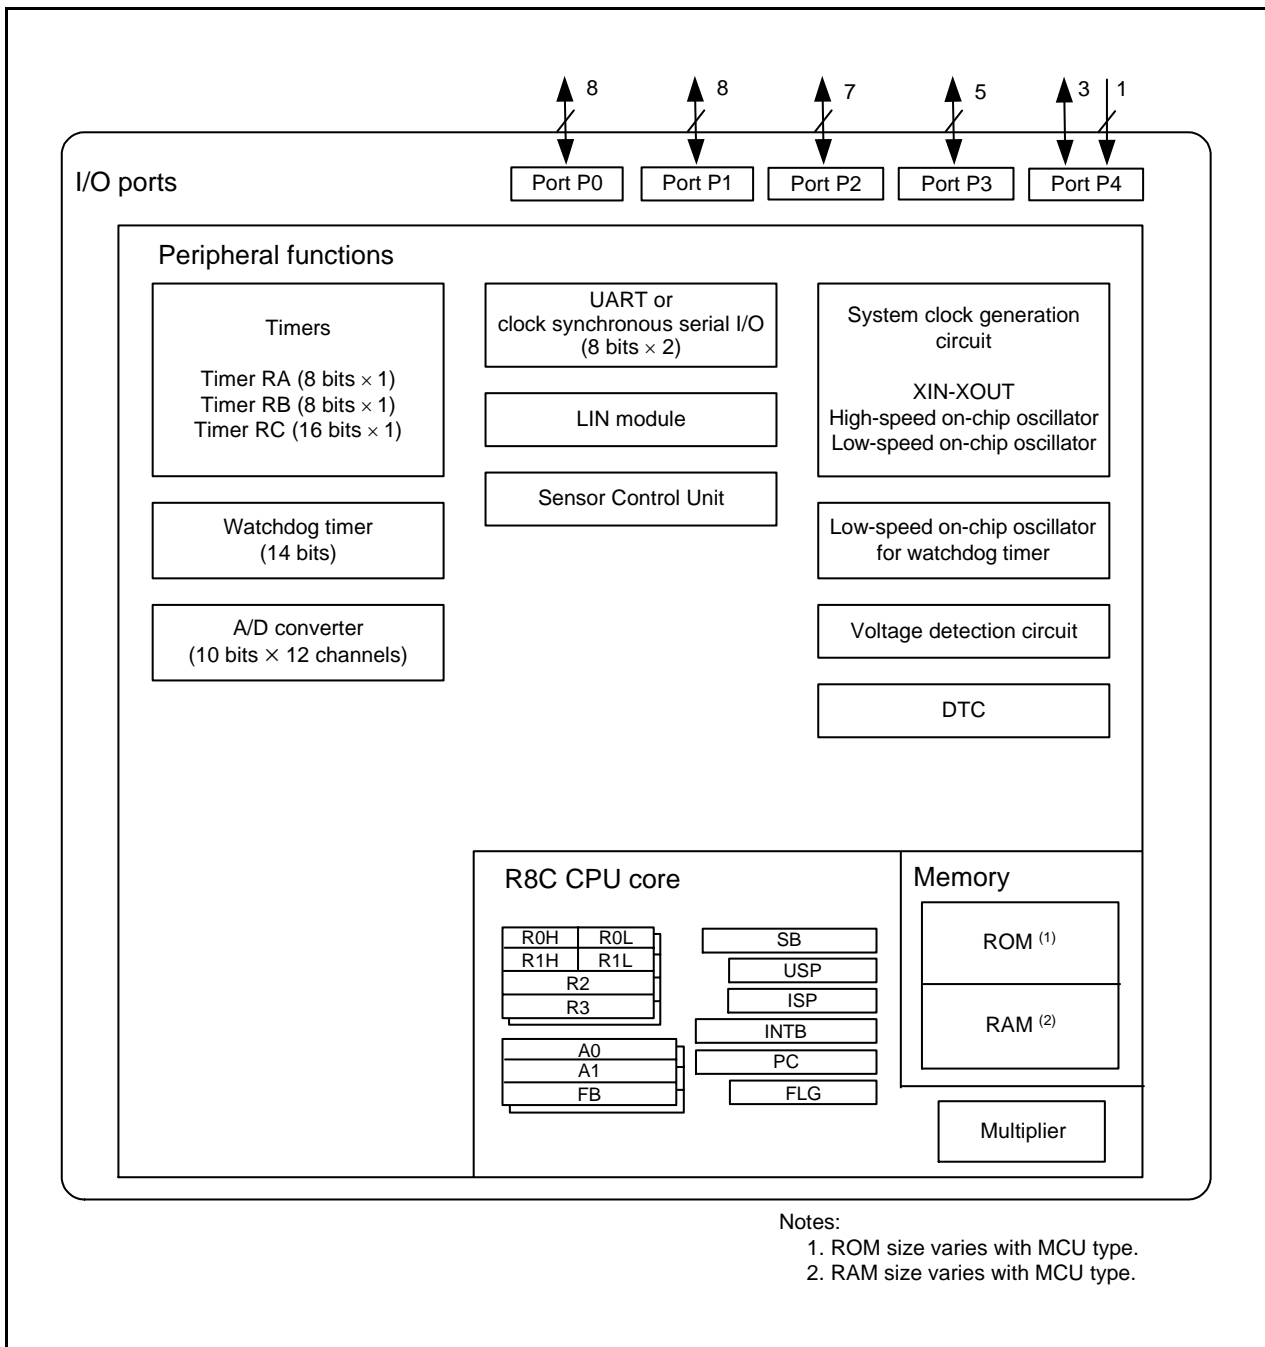 8 8 7 5 3 1
I/O ports
Port P0 Port P1 Port P2 Port P3 Port P4
Peripheral functions
Timers
Timer RA (8 bits × 1)
Timer RB (8 bits × 1)
Timer RC (16 bits × 1)
Watchdog timer
(14 bits)
A/D converter
(10 bits × 12 channels)
UART or
clock synchronous serial I/O
(8 bits × 2)
LIN module
Sensor Control Unit
System clock generation
circuit
XIN-XOUT
High-speed on-chip oscillator
Low-speed on-chip oscillator
Low-speed on-chip oscillator
for watchdog timer
Voltage detection circuit
DTC
R8C CPU core
R0H R0L
R1H R1L
R2
R3
A0
A1
FB
SB
USP
ISP
INTB
PC
FLG
Memory
ROM (1)
RAM (2)
Multiplier
Notes:
1. ROM size varies with MCU type.
2. RAM size varies with MCU type.